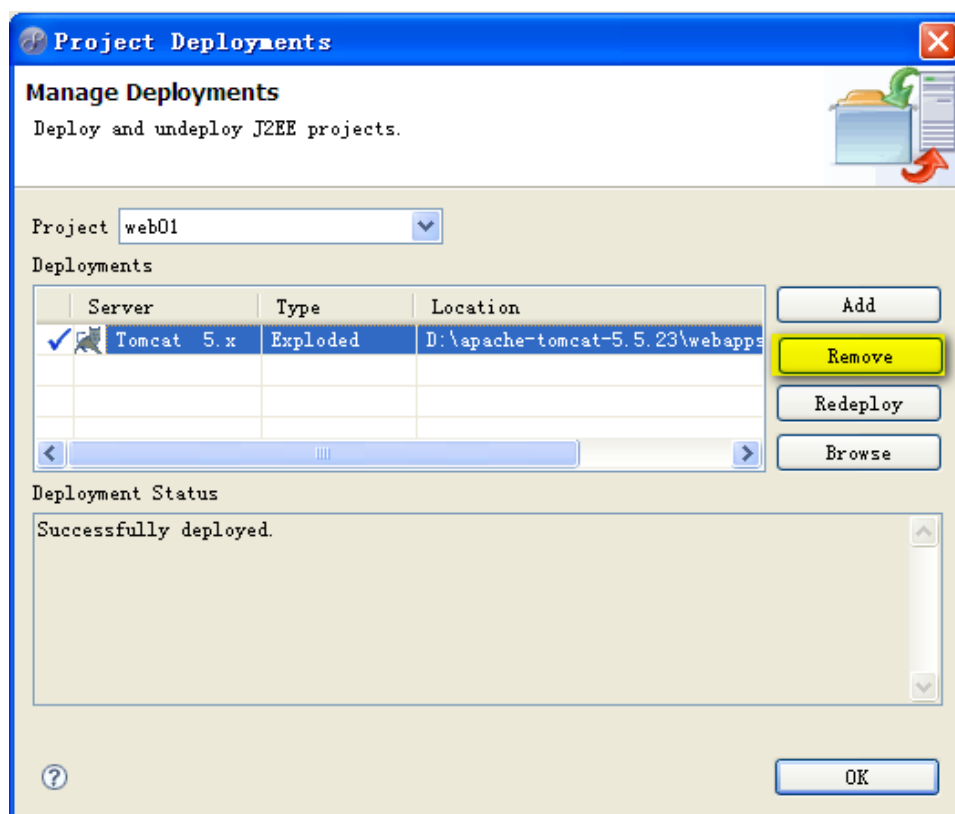 Project Deployments
Manage Deployments
Deploy and undeploy J2EE projects.
Project web01
Deployments
Server Type Location
Tomcat 5.x Exploded D:\apache-tomcat-5.5.23\webapps
Add
Remove
Redeploy
Browse
Deployment Status
Successfully deployed.
OK